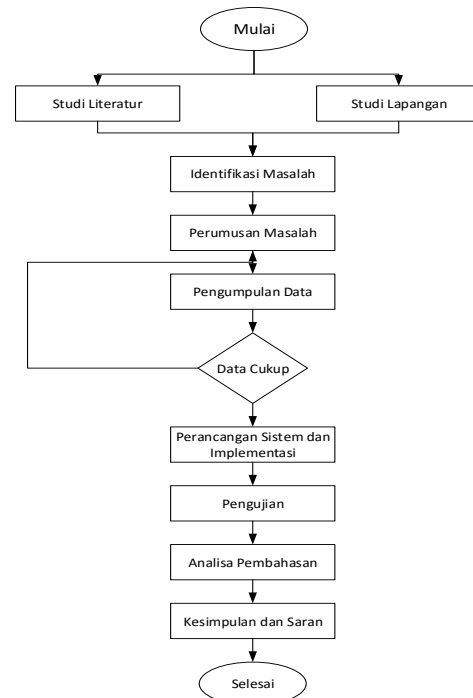 Mulai
Studi Literatur
Studi Lapangan
Identifikasi Masalah
Perumusan Masalah
Pengumpulan Data
Data Cukup
Perancangan Sistem dan
Implementasi
Pengujian
Analisa Pembahasan
Kesimpulan dan Saran
Selesai